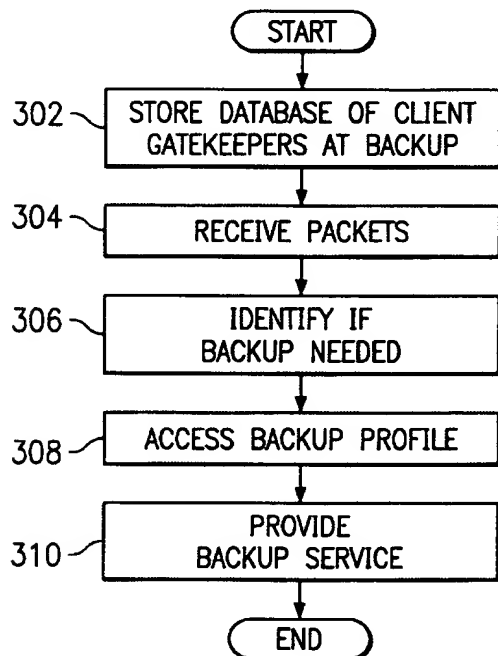 START
302
STORE DATABASE OF CLIENT
GATEKEEPERS AT BACKUP
304
RECEIVE PACKETS
306
IDENTIFY IF
BACKUP NEEDED
308
ACCESS BACKUP PROFILE
310
PROVIDE
BACKUP SERVICE
END